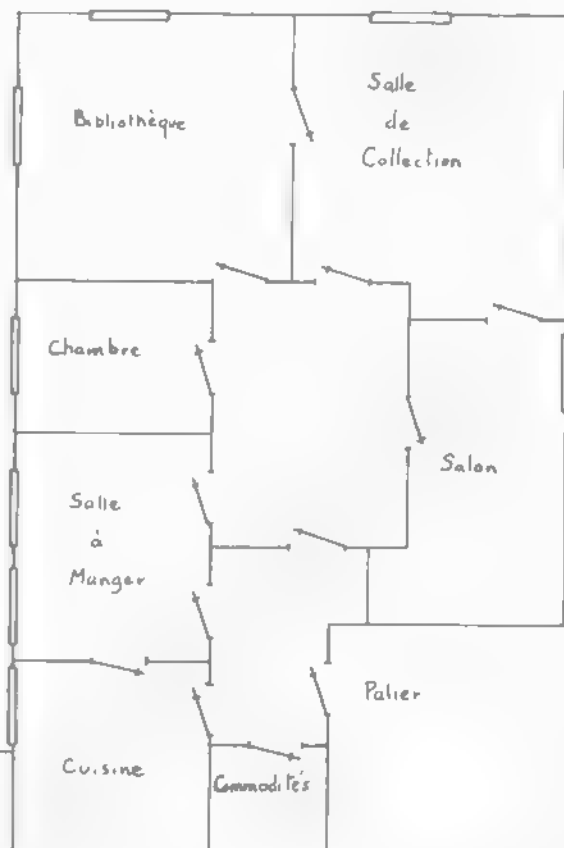 Bibliothèque
Salle
de
Collection
Chambre
Salon
Salle
à
Manger
Palier
Cuisine
Commodités